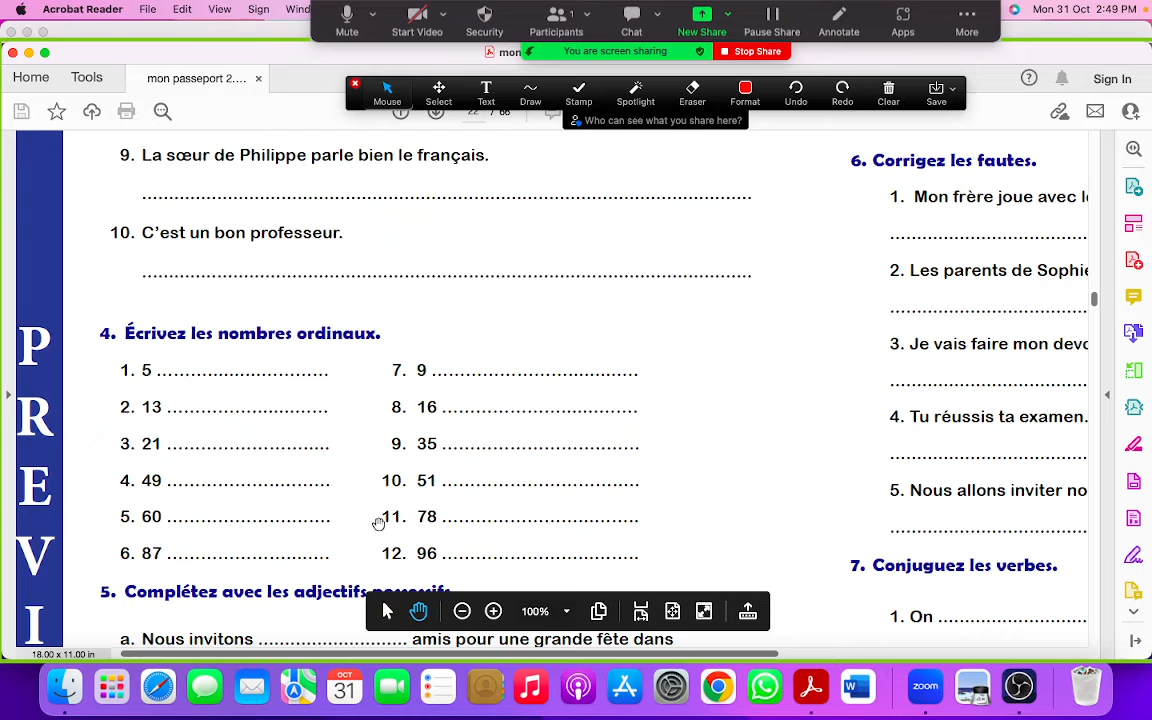 Acrobat Reader File Edit View Sign Wind
Mute Start Video Security Participants 1 Chat New Share Pause Share Annotate Apps More
Mon 31 Oct 2:49 PM
mon
You are screen sharing
Stop Share
Home Tools mon passeport 2.... × Sign In
Mouse Select Text Draw Stamp Spotlight Eraser Format Undo Redo Clear Save
Who can see what you share here?
9. La sœur de Philippe parle bien le français.
10. C'est un bon professeur.
4. Écrivez les nombres ordinaux.
1. 5 ..............................
2. 13 ..............................
3. 21 ..............................
4. 49 ..............................
5. 60 ..............................
6. 87 ..............................
7. 9 ......................................
8. 16 ....................................
9. 35 ....................................
10. 51 ....................................
11. 78 ....................................
12. 96 ....................................
5. Complétez avec les adjectifs possessifs
a. Nous invitons ........................... amis pour une grande fête dans
6. Corrigez les fautes.
1. Mon frère joue avec l
2. Les parents de Sophie
3. Je vais faire mon devo
4. Tu réussis ta examen.
5. Nous allons inviter no
7. Conjuguez les verbes.
1. On ...........................
P
R
E
V
I
100%
18.00 x 11.00 in
OCT
31
zoom